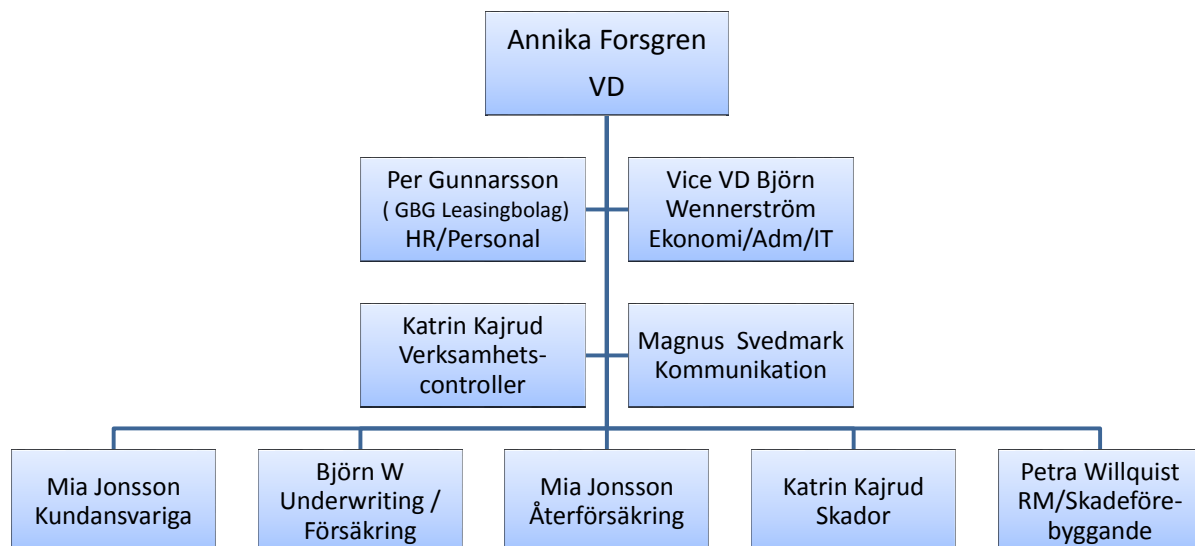 Annika Forsgren
VD
Per Gunnarsson
( GBG Leasingbolag)
HR/Personal
Vice VD Björn
Wennerström
Ekonomi/Adm/IT
Katrin Kajrud
Verksamhets-
controller
Magnus Svedmark
Kommunikation
Mia Jonsson
Kundansvariga
Björn W
Underwriting /
Försäkring
Mia Jonsson
Återförsäkring
Katrin Kajrud
Skador
Petra Willquist
RM/Skadeföre-
byggande